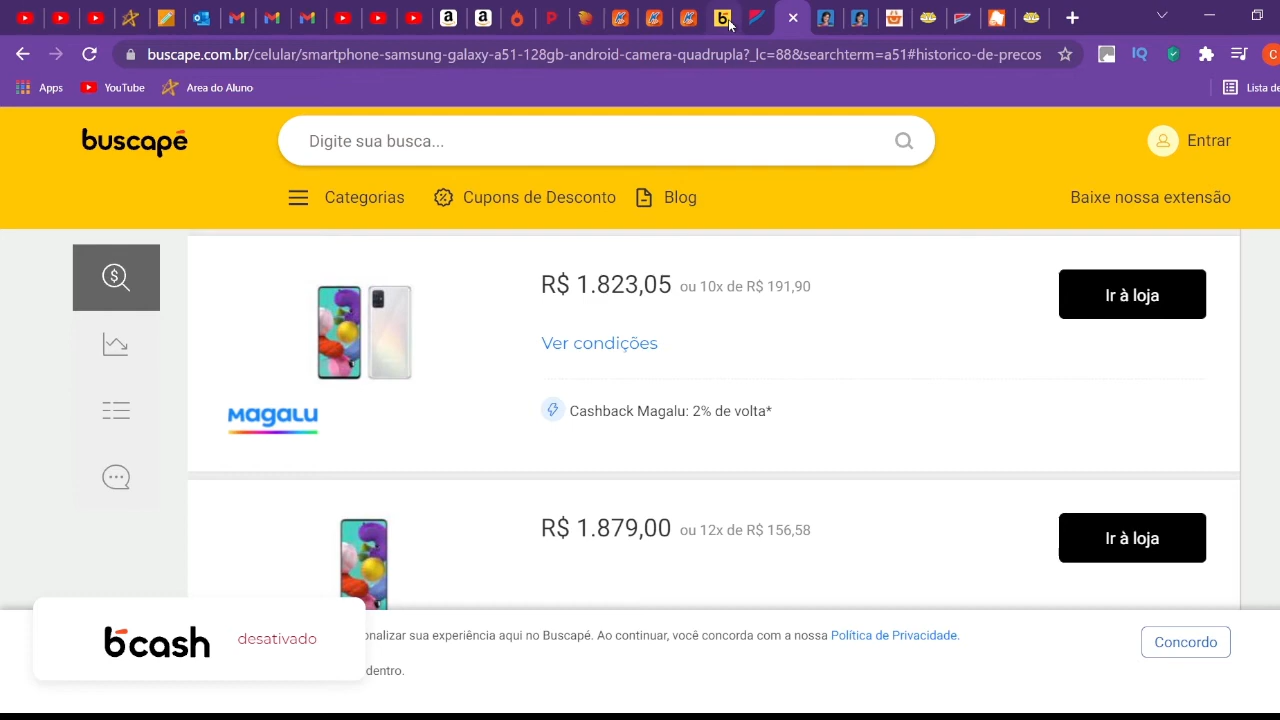 buscape.com.br/celular/smartphone-samsung-galaxy-a51-128gb-android-camera-quadrupla?_lc=88&searchterm=a51#historico-de-precos
Apps
YouTube
Area do Aluno
Lista de
buscapé
Digite sua busca...
Entrar
Categorias
Cupons de Desconto
Blog
Baixe nossa extensão
R$ 1.823,05 ou 10x de R$ 191,90
Ir à loja
Ver condições
MAGALU
Cashback Magalu: 2% de volta*
R$ 1.879,00 ou 12x de R$ 156,58
Ir à loja
bcash desativado
onalizar sua experiência aqui no Buscapé. Ao continuar, você concorda com a nossa Política de Privacidade.
dentro.
Concordo